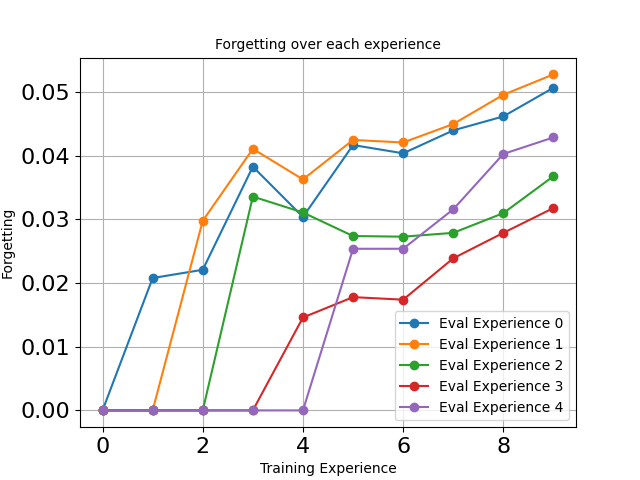 Forgetting over each experience
0.05
0.04
0.03
0.02
0.01
0.00
Forgetting
0 2 4 6 8
Training Experience
Eval Experience 0
Eval Experience 1
Eval Experience 2
Eval Experience 3
Eval Experience 4